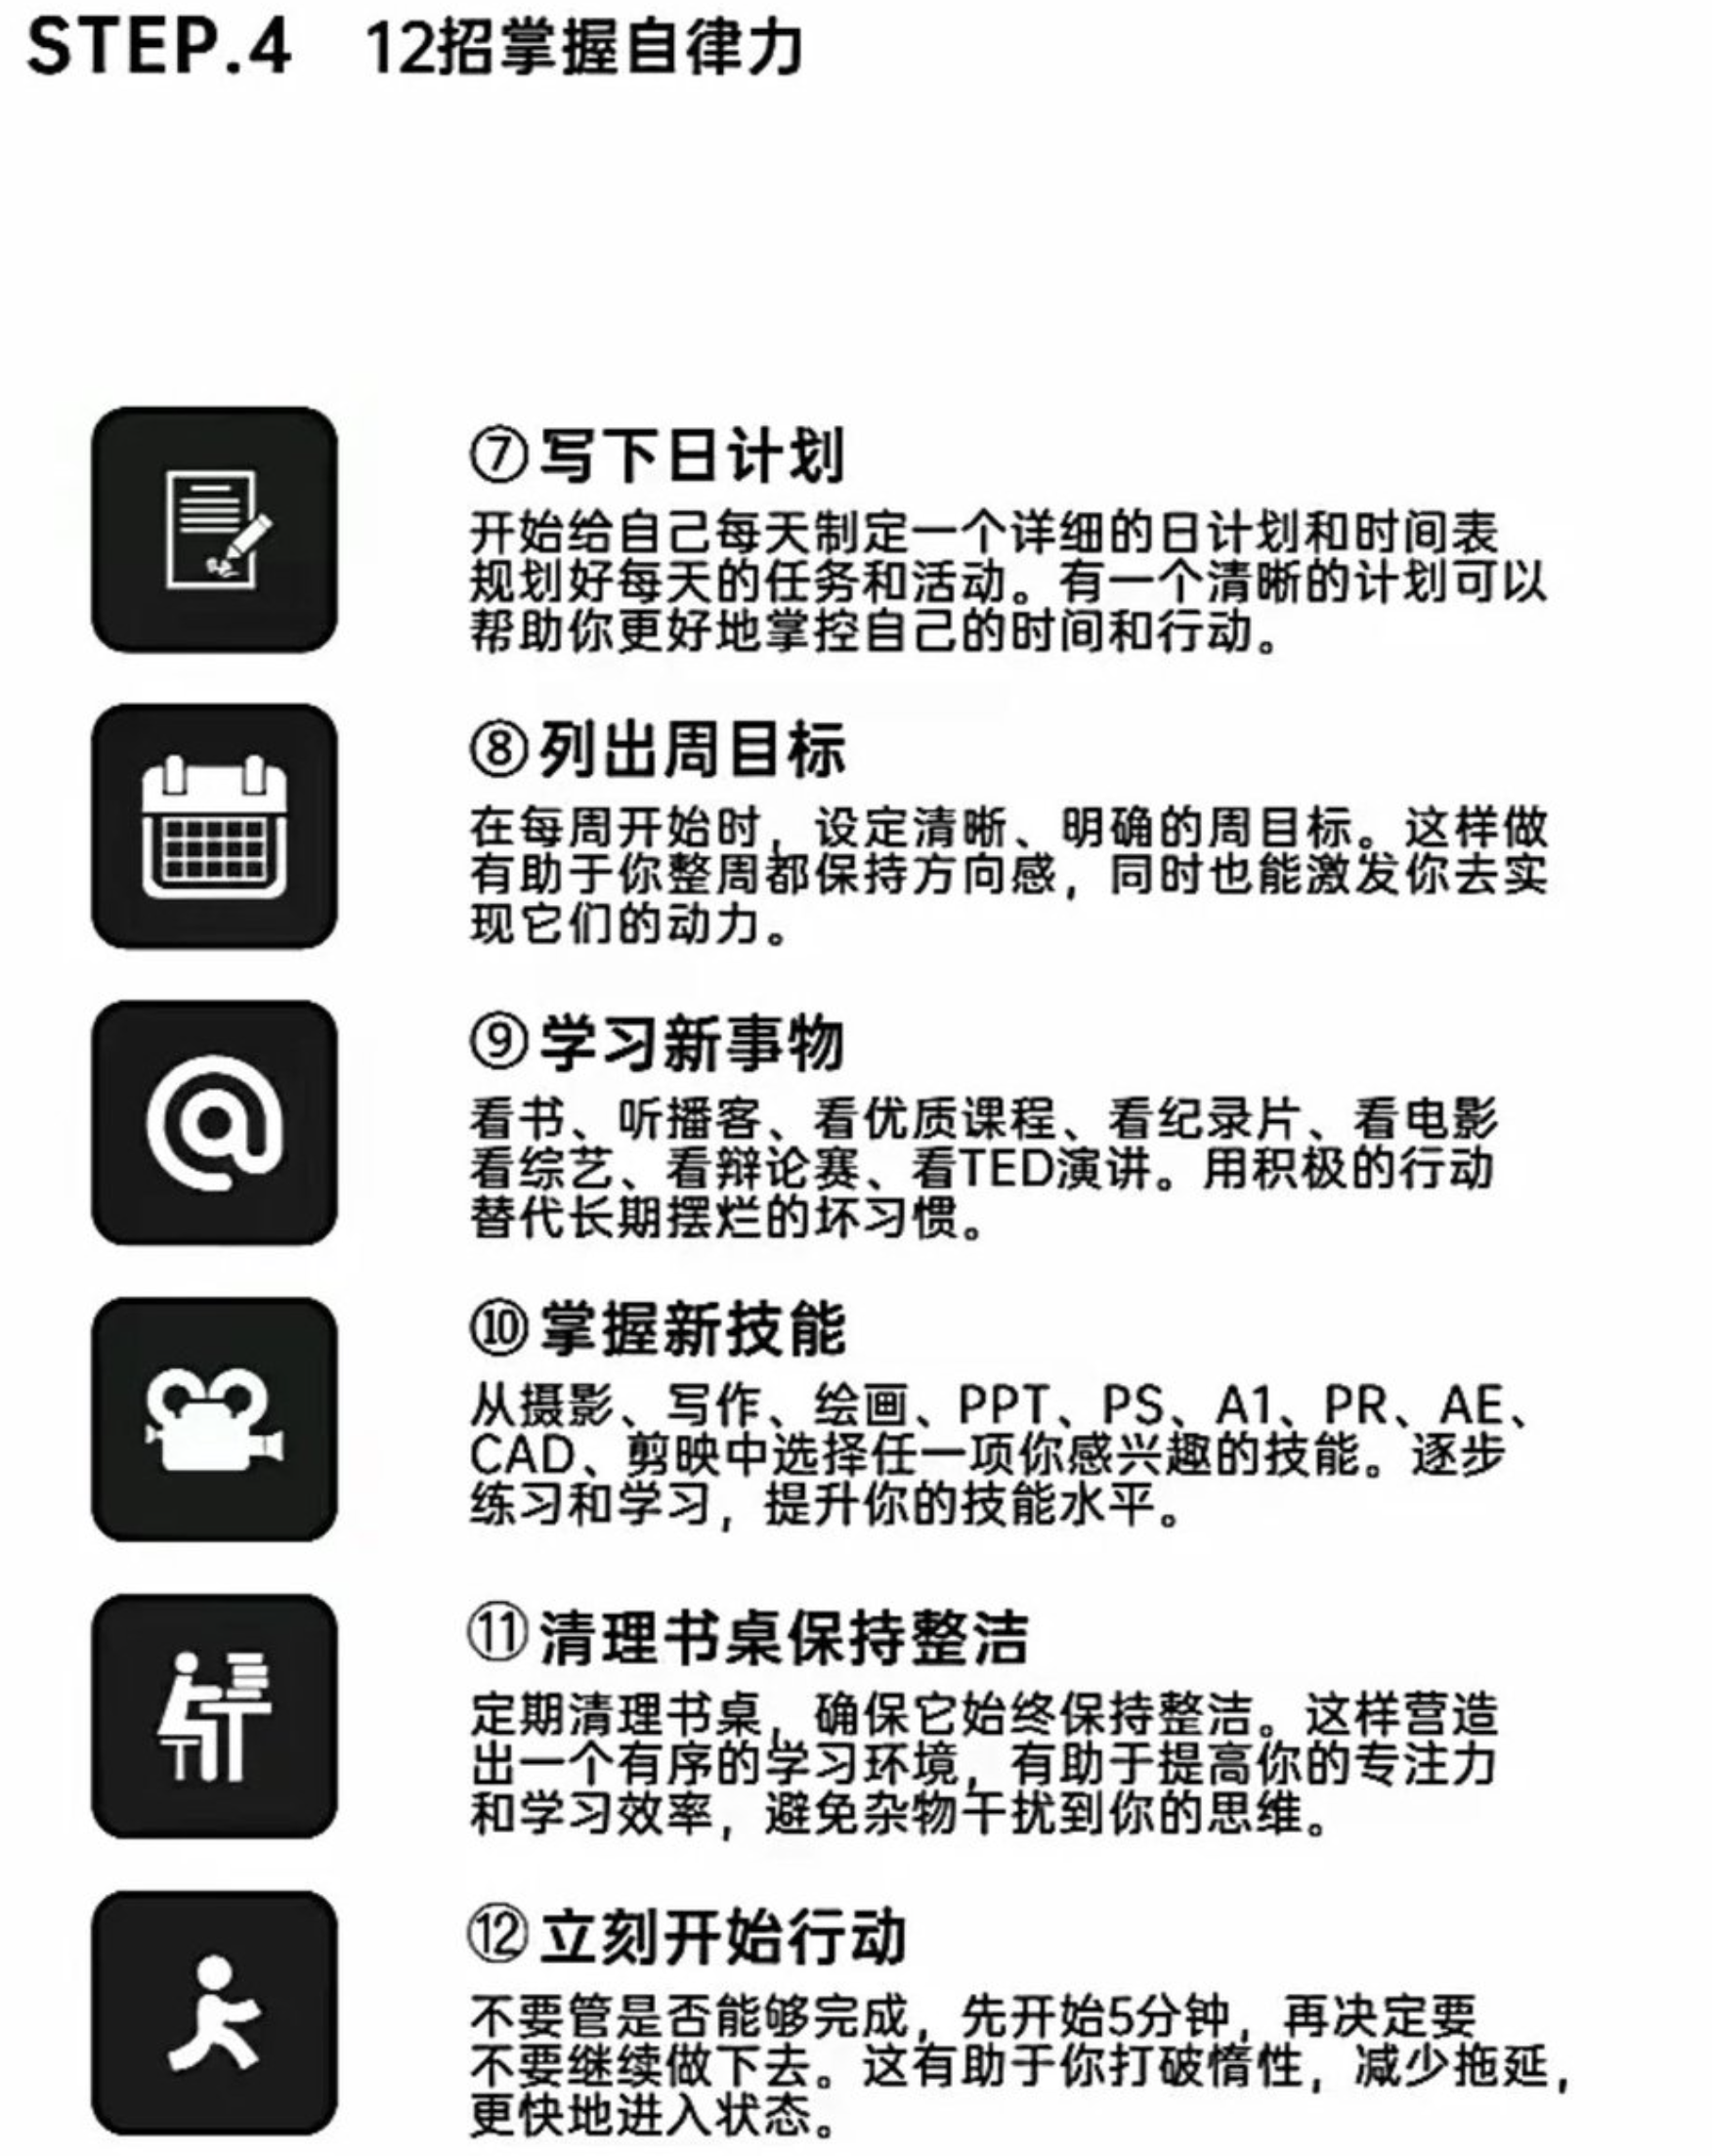 STEP.4 12招掌握自律力
⑦写下日计划
开始给自己每天制定一个详细的日计划和时间表
规划好每天的任务和活动。有一个清晰的计划可以
帮助你更好地掌控自己的时间和行动。
⑧列出周目标
在每周开始时，设定清晰、明确的周目标。这样做
有助于你整周都保持方向感，同时也能激发你去实
现它们的动力。
⑨学习新事物
看书、听播客、看优质课程、看纪录片、看电影
看综艺、看辩论赛、看TED演讲。用积极的行动
替代长期摆烂的坏习惯。
⑩掌握新技能
从摄影、写作、绘画、PPT、PS、A1、PR、AE、
CAD、剪映中选择任一项你感兴趣的技能。逐步
练习和学习，提升你的技能水平。
⑪清理书桌保持整洁
定期清理书桌，确保它始终保持整洁。这样营造
出一个有序的学习环境，有助于提高你的专注力
和学习效率，避免杂物干扰到你的思维。
⑫立刻开始行动
不要管是否能够完成，先开始5分钟，再决定要
不要继续做下去。这有助于你打破惰性，减少拖延，
更快地进入状态。